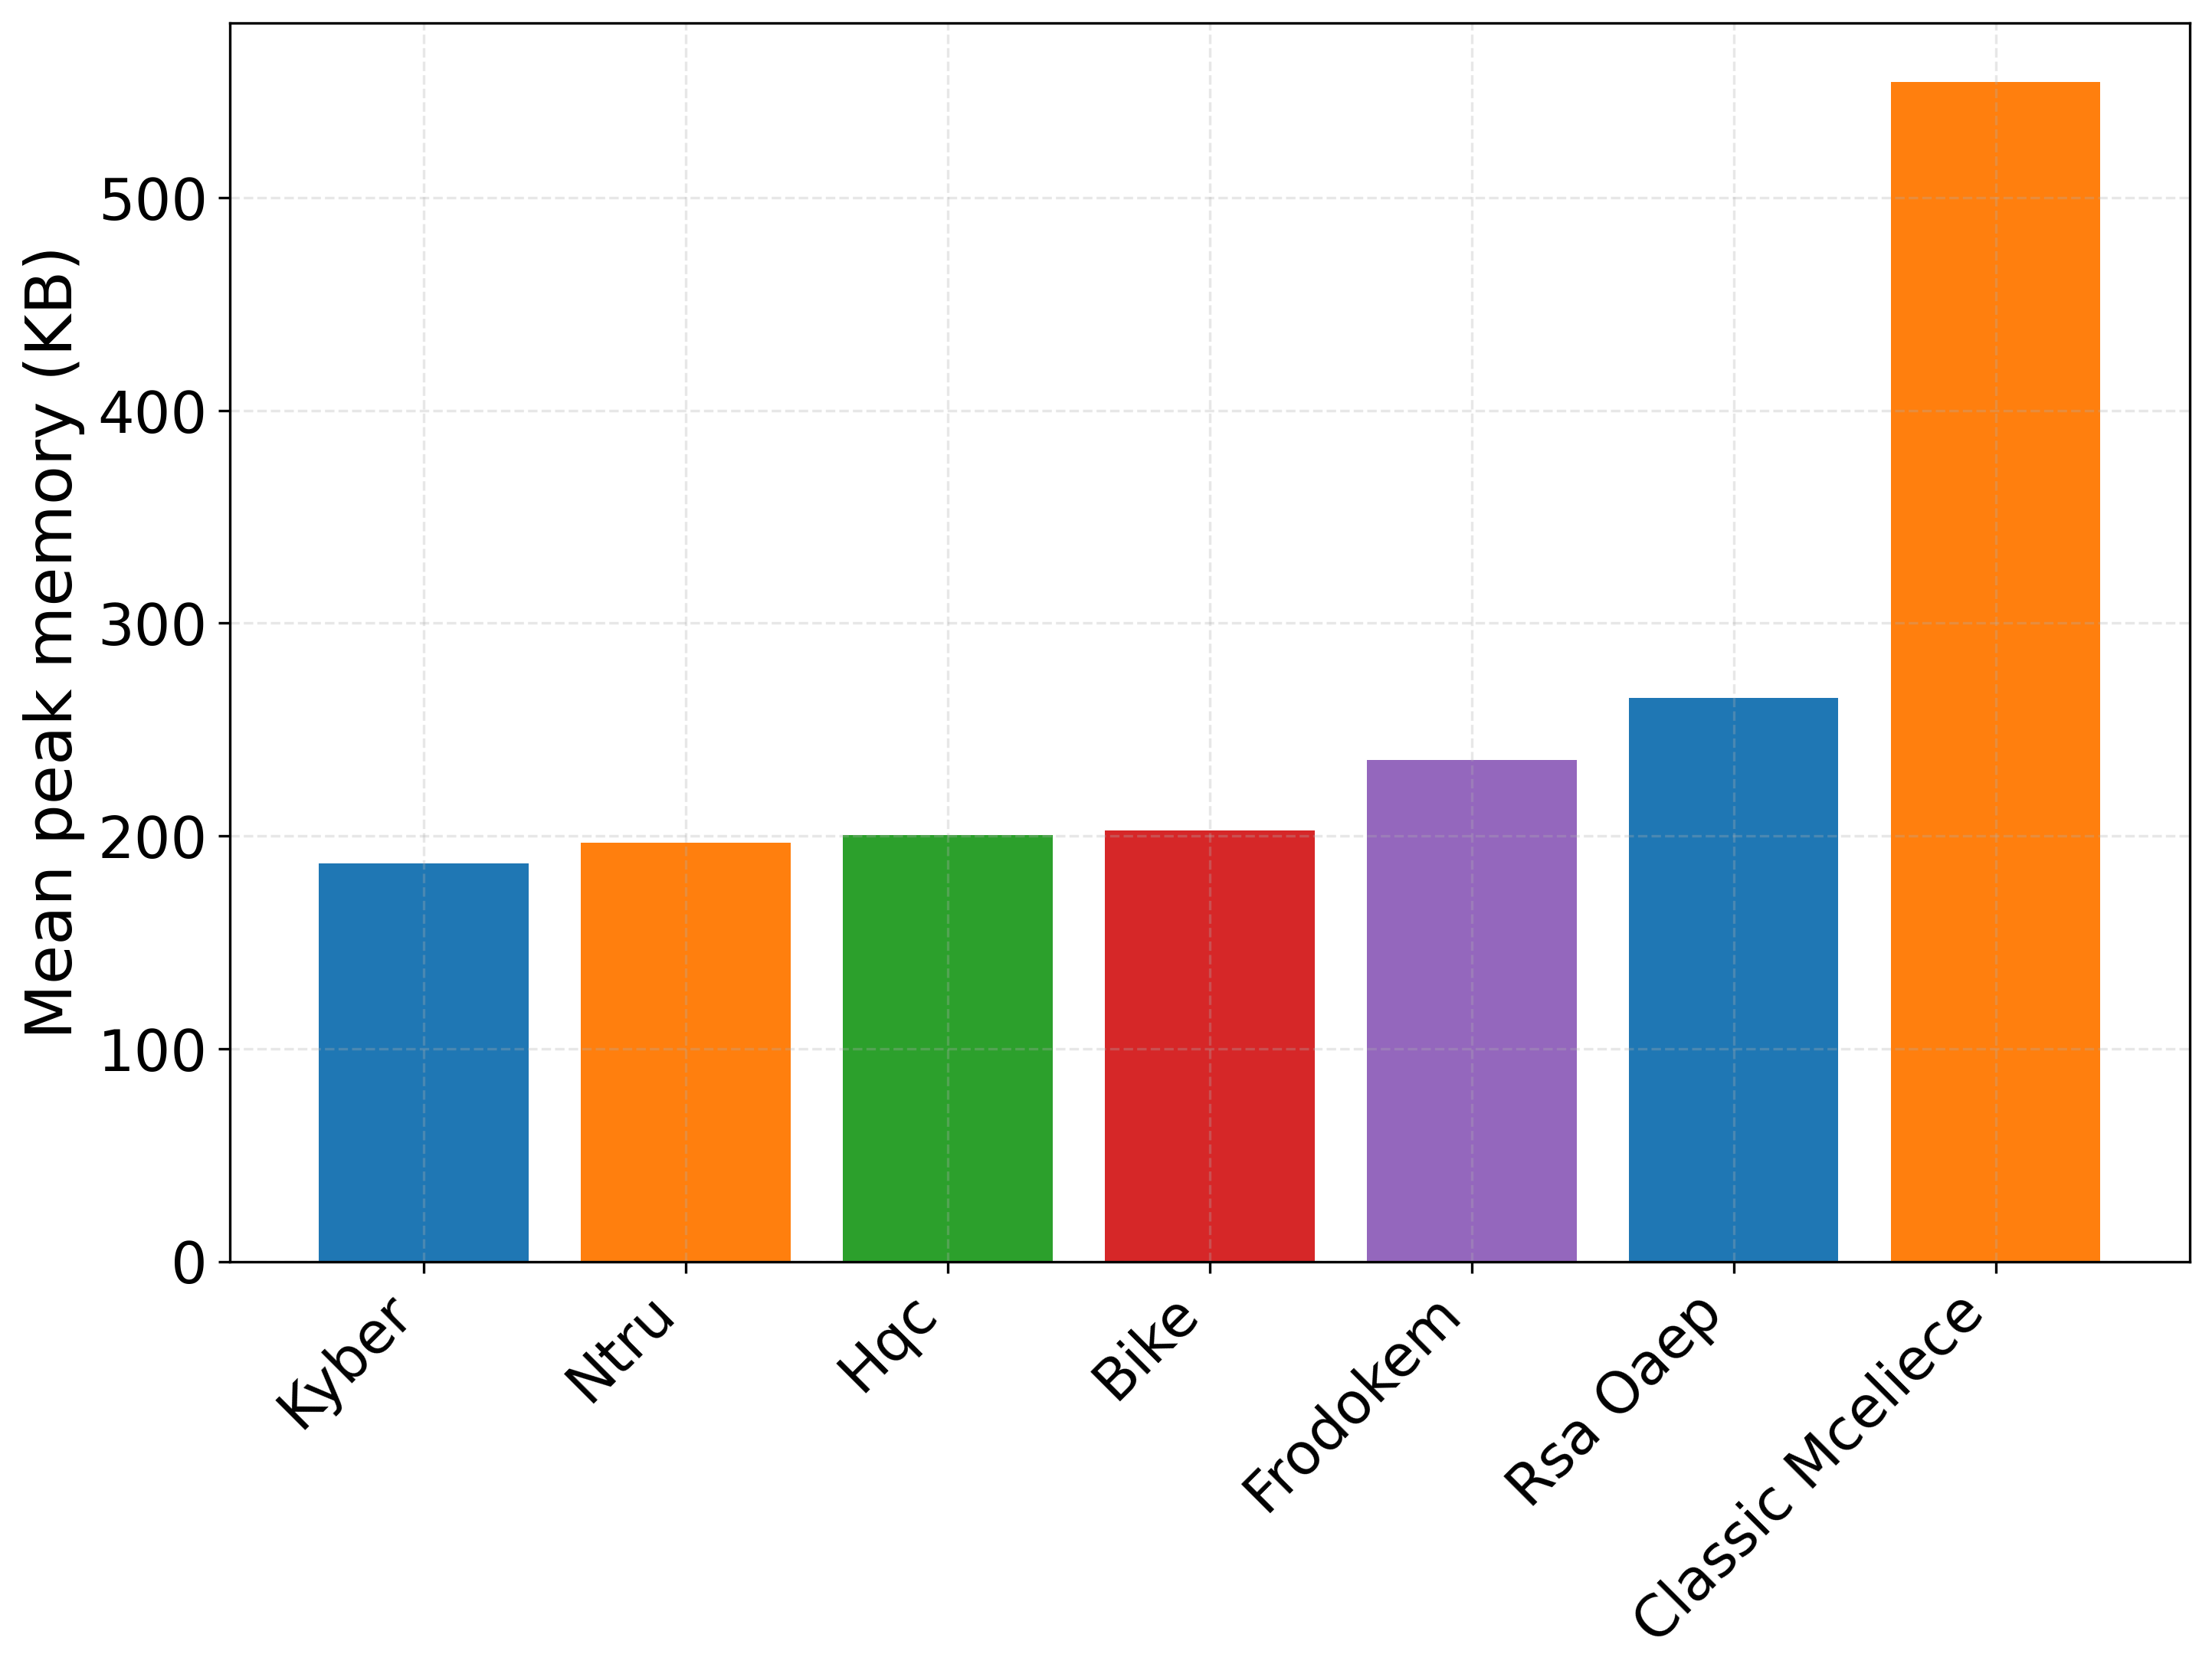 Mean peak memory (KB)
500
400
300
200
100
0
Kyber
Ntru
Hqc
Bike
Frodokem
Rsa Oaep
Classic Mceliece